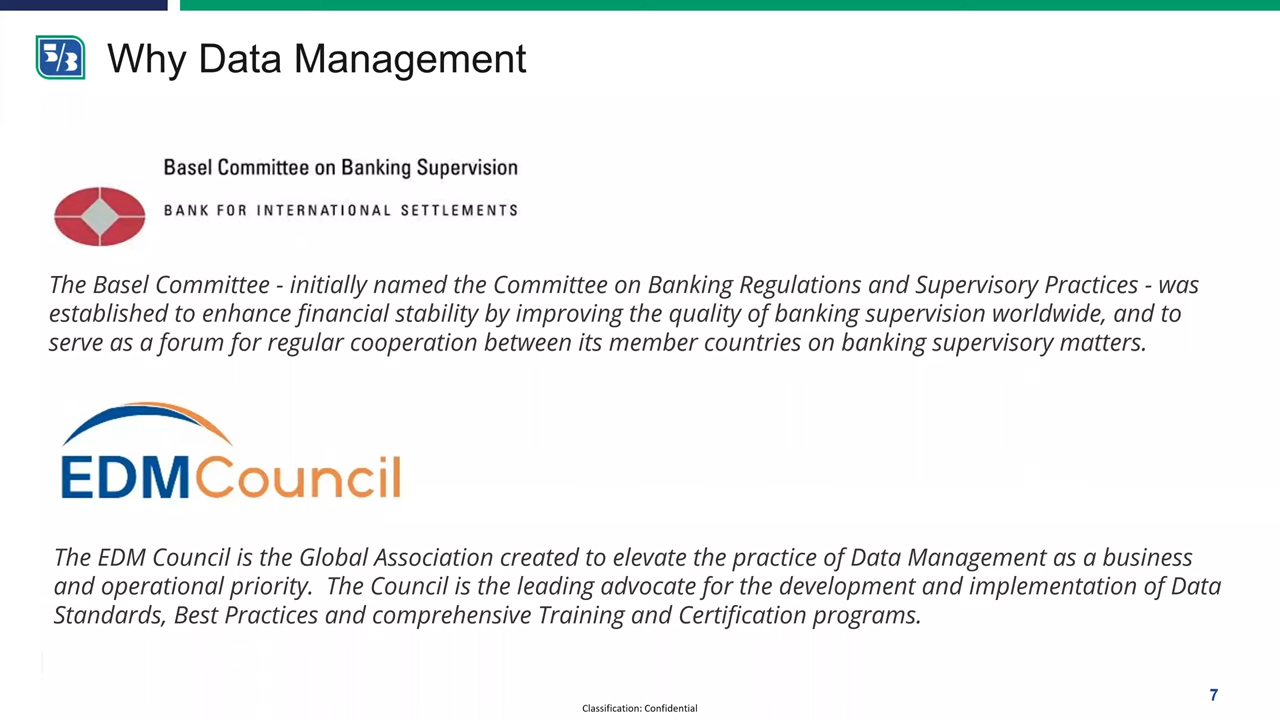 5/3 Why Data Management
Basel Committee on Banking Supervision
BANK FOR INTERNATIONAL SETTLEMENTS
The Basel Committee - initially named the Committee on Banking Regulations and Supervisory Practices - was
established to enhance financial stability by improving the quality of banking supervision worldwide, and to
serve as a forum for regular cooperation between its member countries on banking supervisory matters.
EDMCouncil
The EDM Council is the Global Association created to elevate the practice of Data Management as a business
and operational priority.  The Council is the leading advocate for the development and implementation of Data
Standards, Best Practices and comprehensive Training and Certification programs.
7
Classification: Confidential